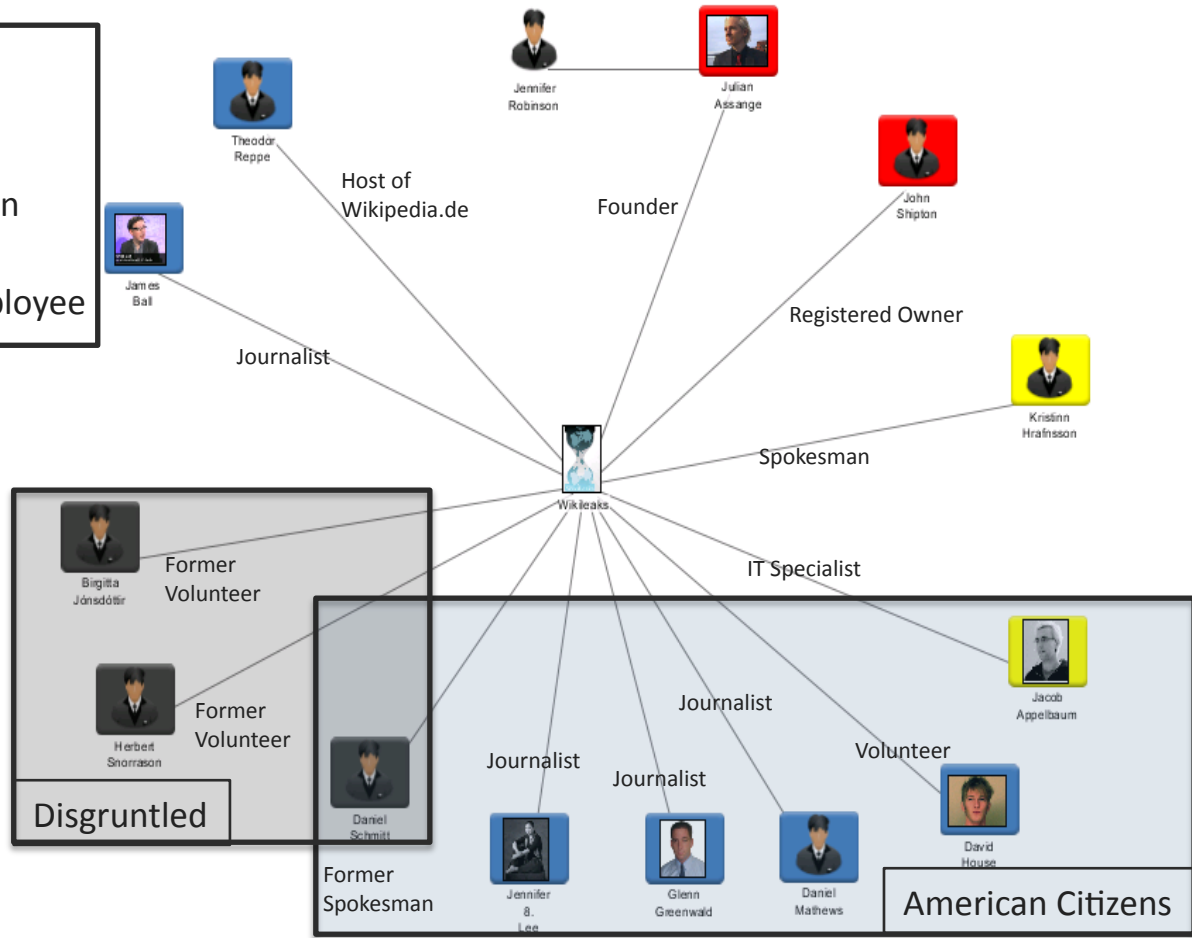 n
ployee
Jennifer
Robinson
Julian
Assange
Theodor
Reppe
John
Shipton
Host of
Wikipedia.de
Founder
James
Ball
Registered Owner
Journalist
Kristinn
Hrafnsson
Spokesman
Wikileaks
Birgitta
Jónsdóttir
Former
Volunteer
IT Specialist
Herbert
Snorrason
Former
Volunteer
Jacob
Appelbaum
Journalist
Journalist
Journalist
Volunteer
Disgruntled
Daniel
Schmitt
David
House
Former
Spokesman
Jennifer
8.
Lee
Glenn
Greenwald
Daniel
Mathews
American Citizens